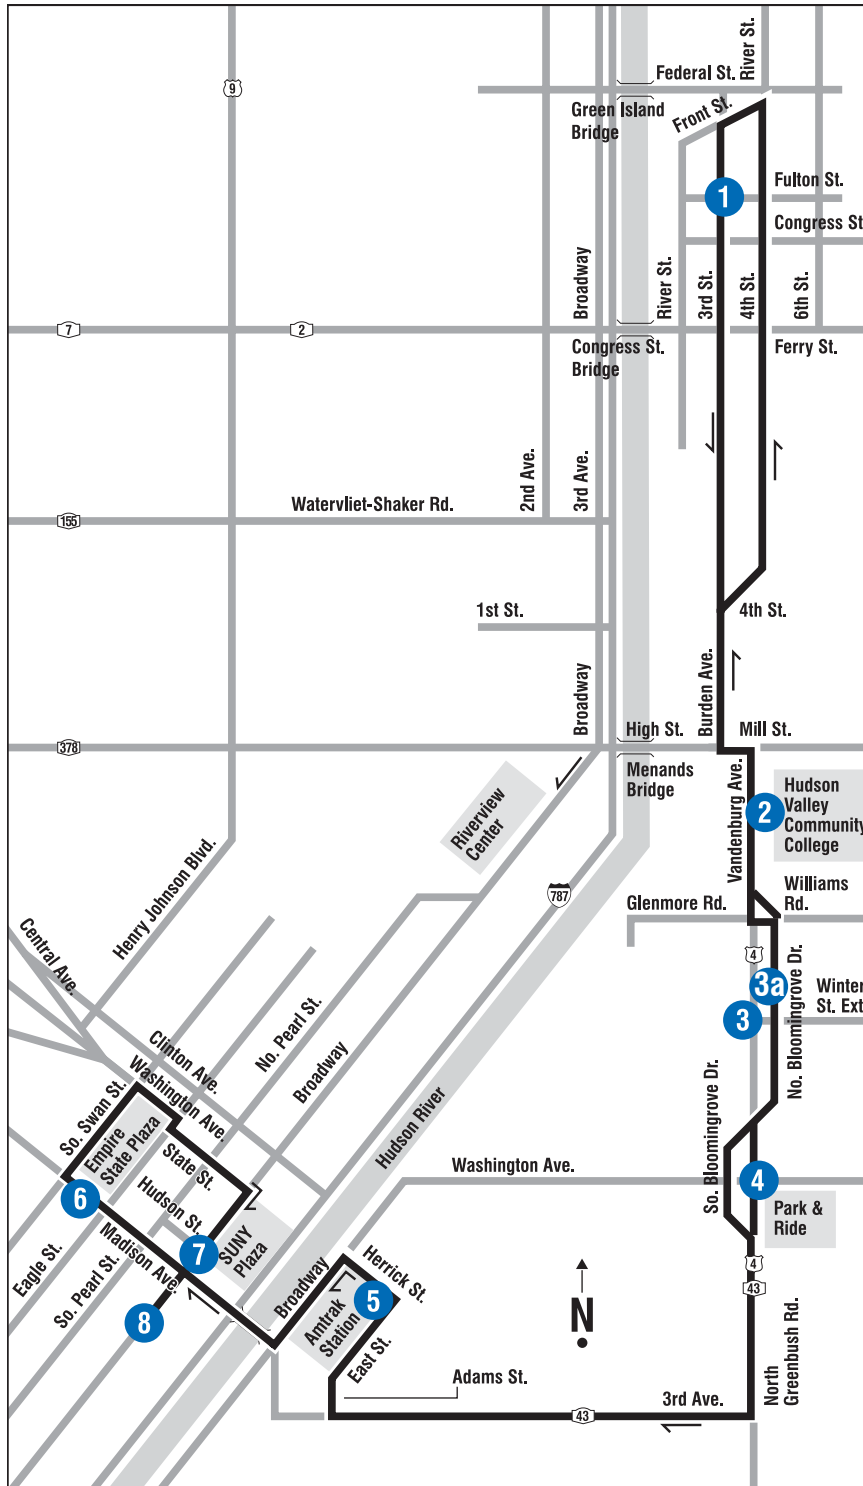 River St.
Federal St.
9
Green Island
Bridge
Front St.
1
Fulton St.
Congress St
Broadway
River St.
3rd St.
4th St.
6th St.
7
2
Congress St.
Bridge
Ferry St.
2nd Ave.
3rd Ave.
Watervliet-Shaker Rd.
155
1st St.
4th St.
Broadway
Burden Ave.
378
High St.
Mill St.
Menands
Bridge
Riverview
Center
Vandenburg Ave.
2
Hudson
Valley
Community
College
Henry Johnson Blvd.
787
Glenmore Rd.
Williams
Rd.
Central Ave.
4
3a
Winter
St. Ext
3
No. Bloomingrove Dr.
No. Pearl St.
Broadway
Clinton Ave.
Washington Ave.
So. Swan St.
Empire
State Plaza
State St.
Hudson River
Washington Ave.
So. Bloomingrove Dr.
4
Park &
Ride
6
Hudson St.
Madison Ave.
7
SUNY
Plaza
Eagle St.
So. Pearl St.
8
Broadway
Herrick St.
5
Amtrak
Station
East St.
N
4
43
North
Greenbush Rd.
Adams St.
3rd Ave.
43